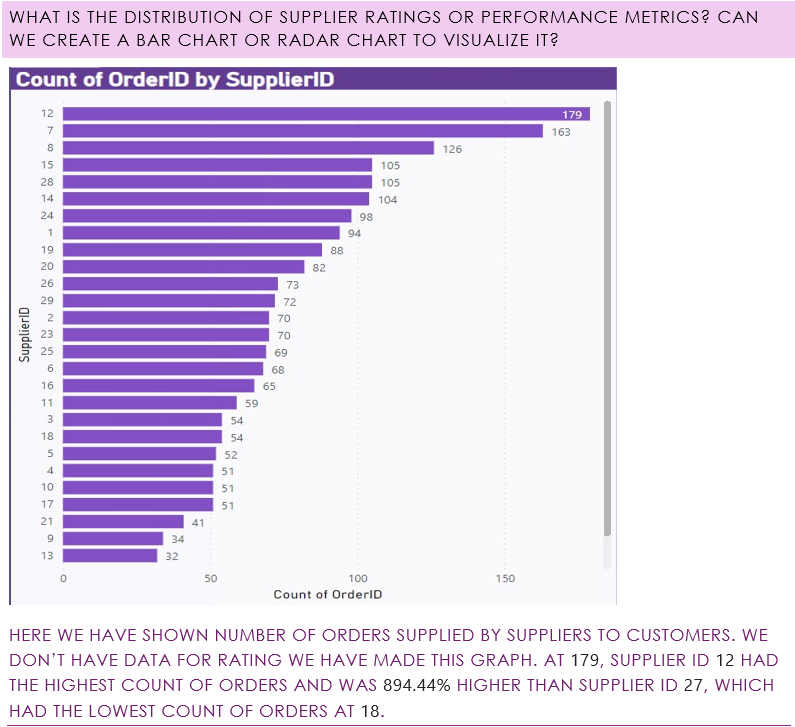 WHAT IS THE DISTRIBUTION OF SUPPLIER RATINGS OR PERFORMANCE METRICS? CAN
WE CREATE A BAR CHART OR RADAR CHART TO VISUALIZE IT?
Count of OrderID by SupplierID
SupplierID
12 179
7 163
8 126
15 105
28 105
14 104
24 98
1 94
19 88
20 82
26 73
29 72
2 70
23 70
25 69
6 68
16 65
11 59
3 54
18 54
5 52
4 51
10 51
17 51
21 41
9 34
13 32
0 50 100 150
Count of OrderID
HERE WE HAVE SHOWN NUMBER OF ORDERS SUPPLIED BY SUPPLIERS TO CUSTOMERS. WE
DON'T HAVE DATA FOR RATING WE HAVE MADE THIS GRAPH. AT 179, SUPPLIER ID 12 HAD
THE HIGHEST COUNT OF ORDERS AND WAS 894.44% HIGHER THAN SUPPLIER ID 27, WHICH
HAD THE LOWEST COUNT OF ORDERS AT 18.